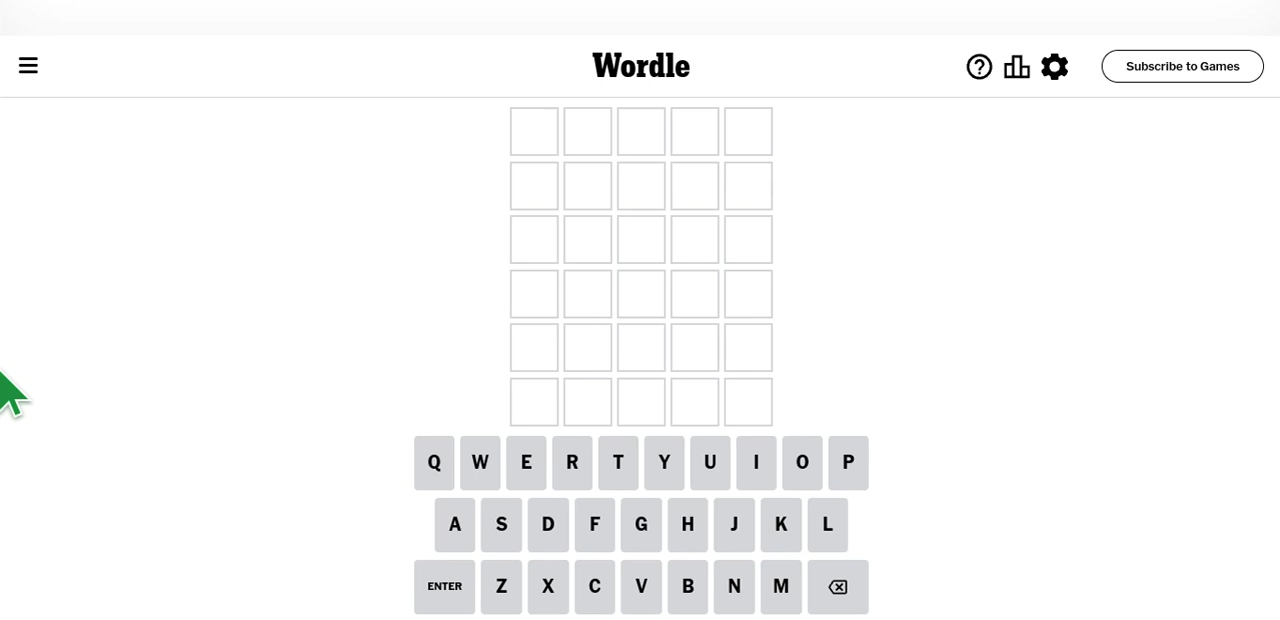 Wordle
Subscribe to Games
Q W E R T Y U I O P
A S D F G H J K L
ENTER Z X C V B N M